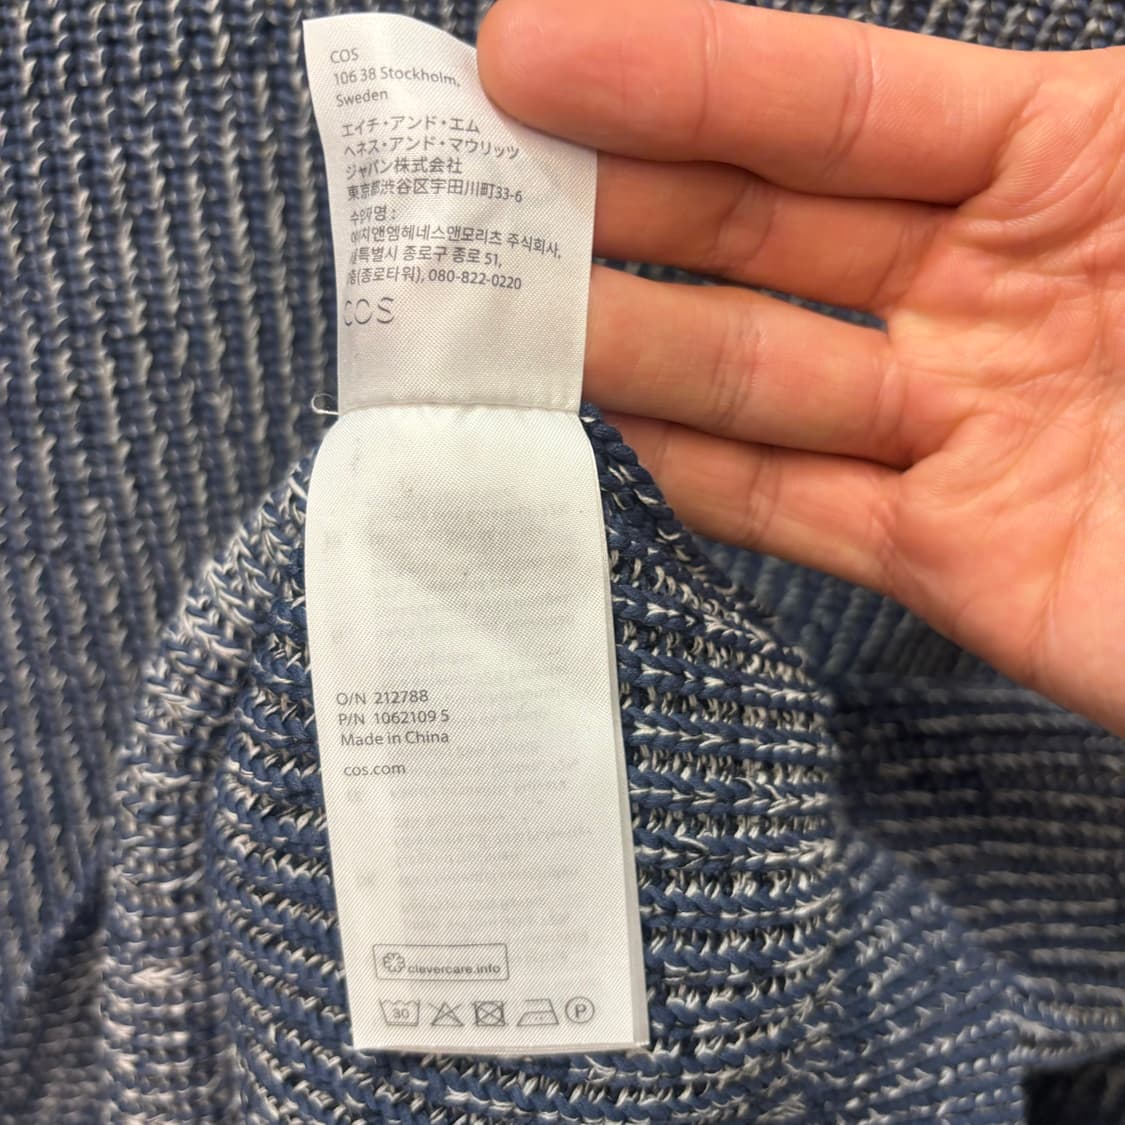 COS
106 38 Stockholm,
Sweden
エイチ・アンド・エム
ヘネス・アンド・マウリッツ
ジャパン株式会社
東京都渋谷区宇田川町33-6
수입자명 :
에이치앤엠헤네스앤모리츠 주식회사,
특별시 종로구 종로 51,
(종로타워), 080-822-0220
COS
O/N 212788
P/N 1062109 5
Made in China
cos.com
clevercare.info
30
P